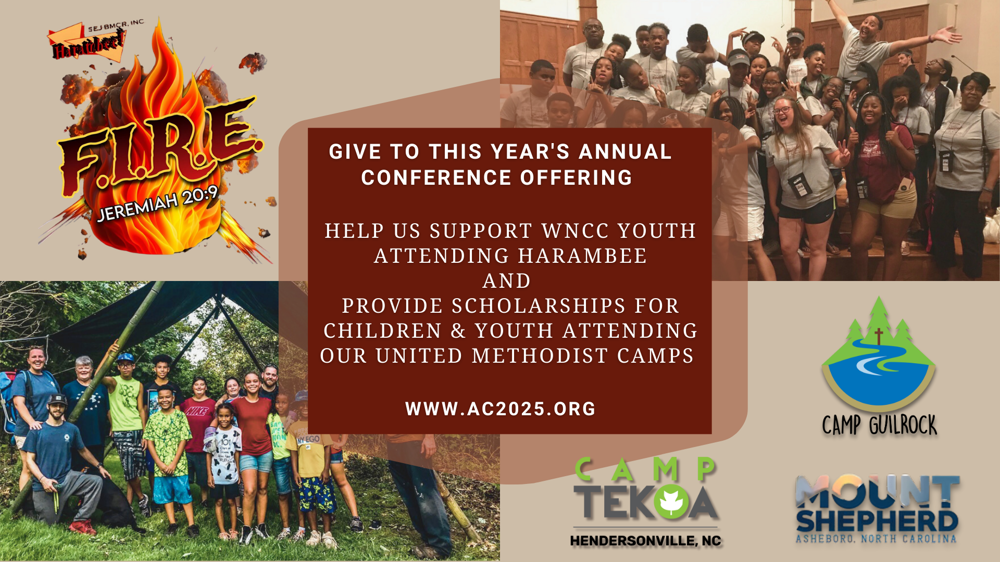 SEJ BMCR, INC
Harambee!
F.I.R.E.
JEREMIAH 20:9
GIVE TO THIS YEAR'S ANNUAL
CONFERENCE OFFERING
HELP US SUPPORT WNCC YOUTH
ATTENDING HARAMBEE
AND
PROVIDE SCHOLARSHIPS FOR
CHILDREN & YOUTH ATTENDING
OUR UNITED METHODIST CAMPS
WWW.AC2025.ORG
NIKE
CAMP GUILROCK
CAMP
TEKOA
HENDERSONVILLE, NC
MOUNT
SHEPHERD
ASHEBORO, NORTH CAROLINA